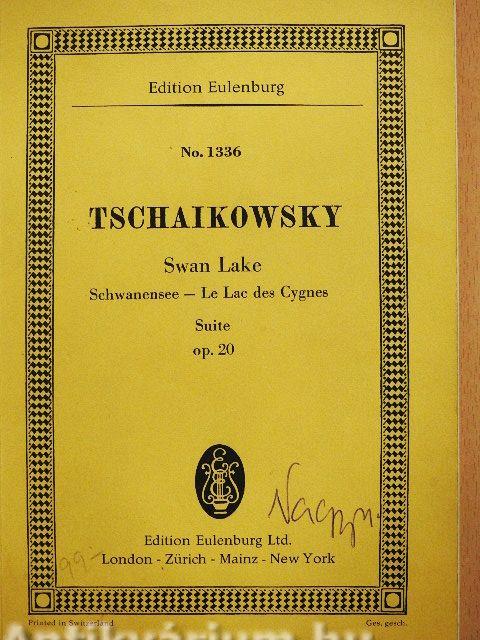 Edition Eulenburg
No. 1336
TSCHAIKOWSKY
Swan Lake
Schwanensee – Le Lac des Cygnes
Suite
op. 20
Edition Eulenburg Ltd.
London - Zürich - Mainz - New York
Printed in Switzerland
Ges. gesch.